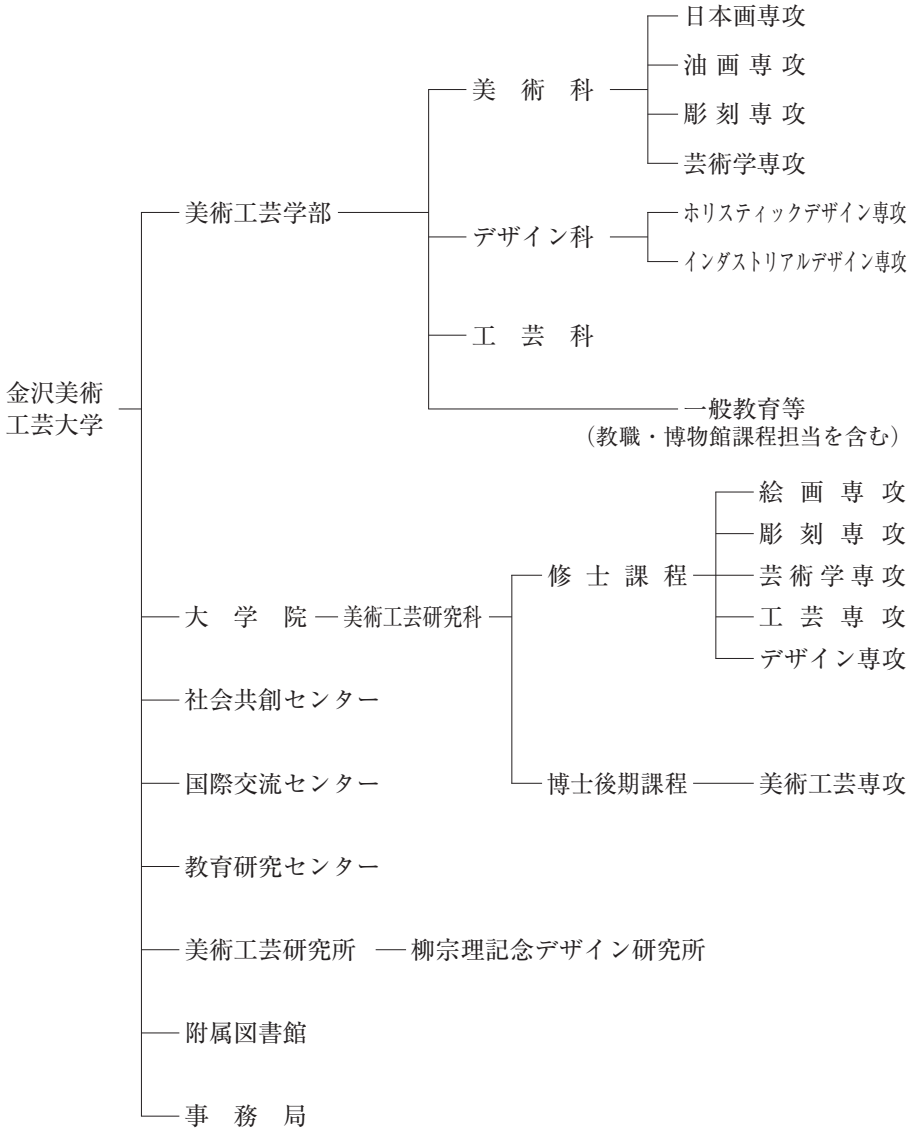 金沢美術
工芸大学
美術工芸学部
美術科
日本画専攻
油画専攻
彫刻専攻
芸術学専攻
デザイン科
ホリスティックデザイン専攻
インダストリアルデザイン専攻
工芸科
一般教育等
（教職・博物館課程担当を含む）
大学院
美術工芸研究科
修士課程
絵画専攻
彫刻専攻
芸術学専攻
工芸専攻
デザイン専攻
博士後期課程
美術工芸専攻
社会共創センター
国際交流センター
教育研究センター
美術工芸研究所
柳宗理記念デザイン研究所
附属図書館
事務局